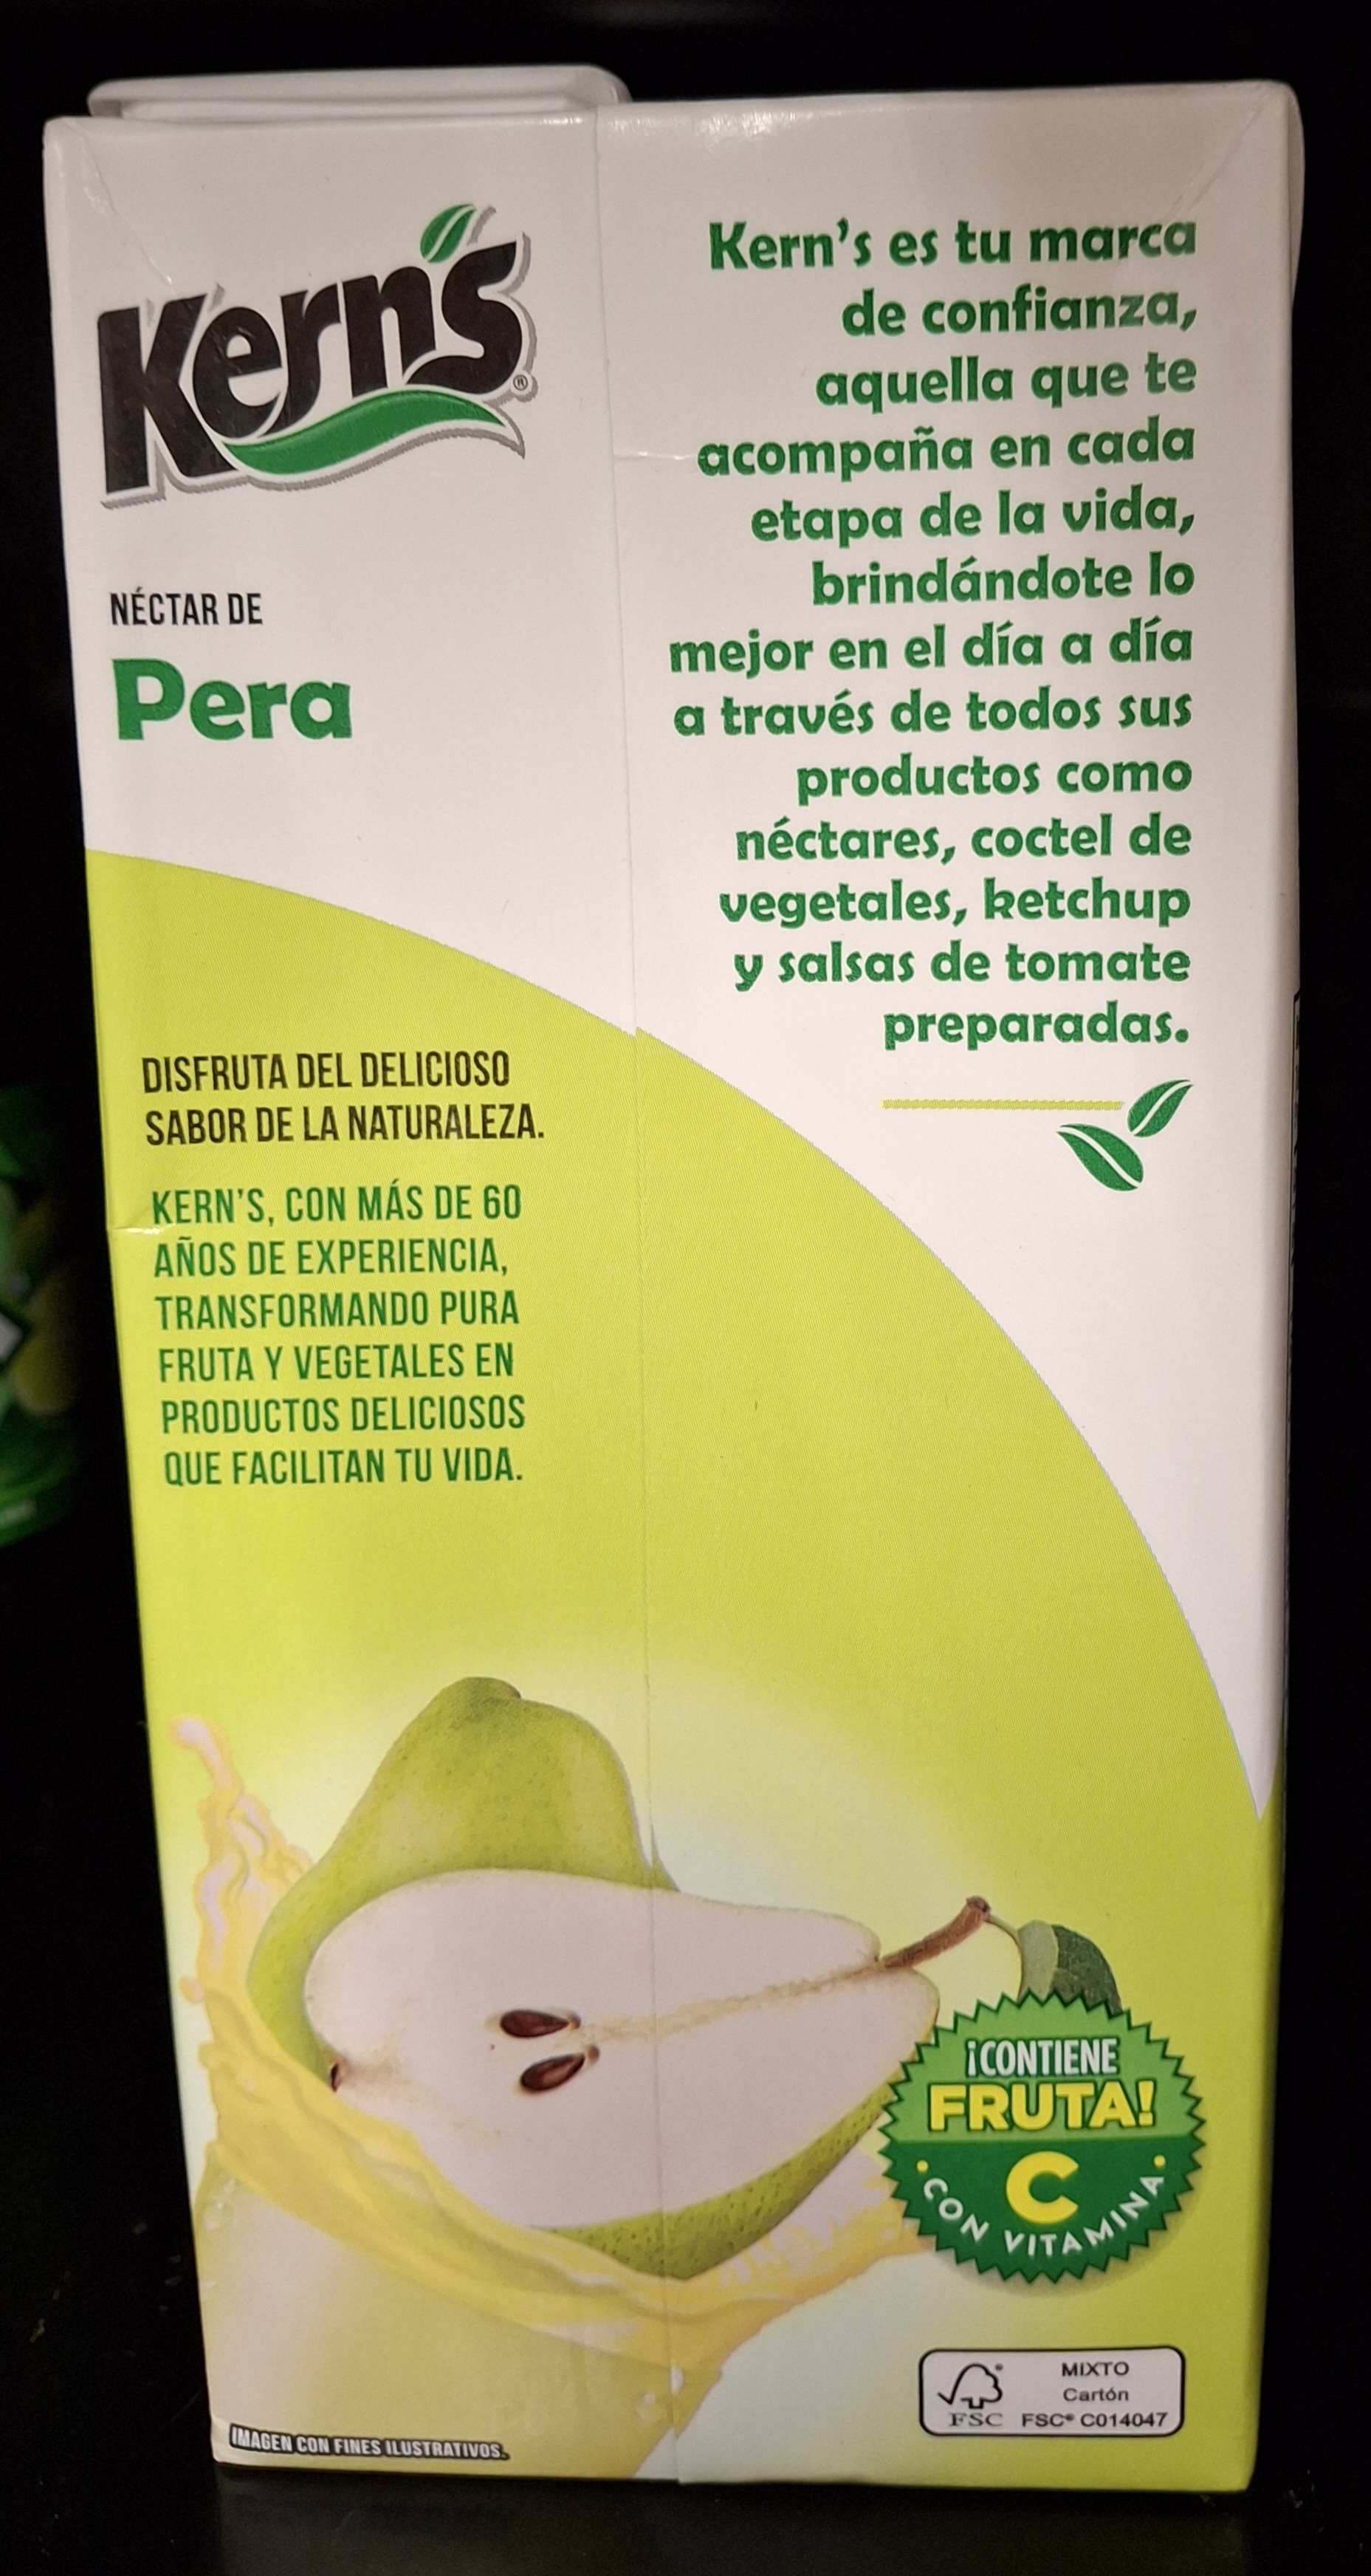 Kern's®
NÉCTAR DE
Pera
DISFRUTA DEL DELICIOSO
SABOR DE LA NATURALEZA.
KERN'S, CON MÁS DE 60
AÑOS DE EXPERIENCIA,
TRANSFORMANDO PURA
FRUTA Y VEGETALES EN
PRODUCTOS DELICIOSOS
QUE FACILITAN TU VIDA.
Kern's es tu marca
de confianza,
aquella que te
acompaña en cada
etapa de la vida,
brindándote lo
mejor en el día a día
a través de todos sus
productos como
néctares, coctel de
vegetales, ketchup
y salsas de tomate
preparadas.
¡CONTIENE
FRUTA!
C
• CON VITAMINA •
MIXTO
Cartón
FSC FSC® C014047
IMAGEN CON FINES ILUSTRATIVOS.